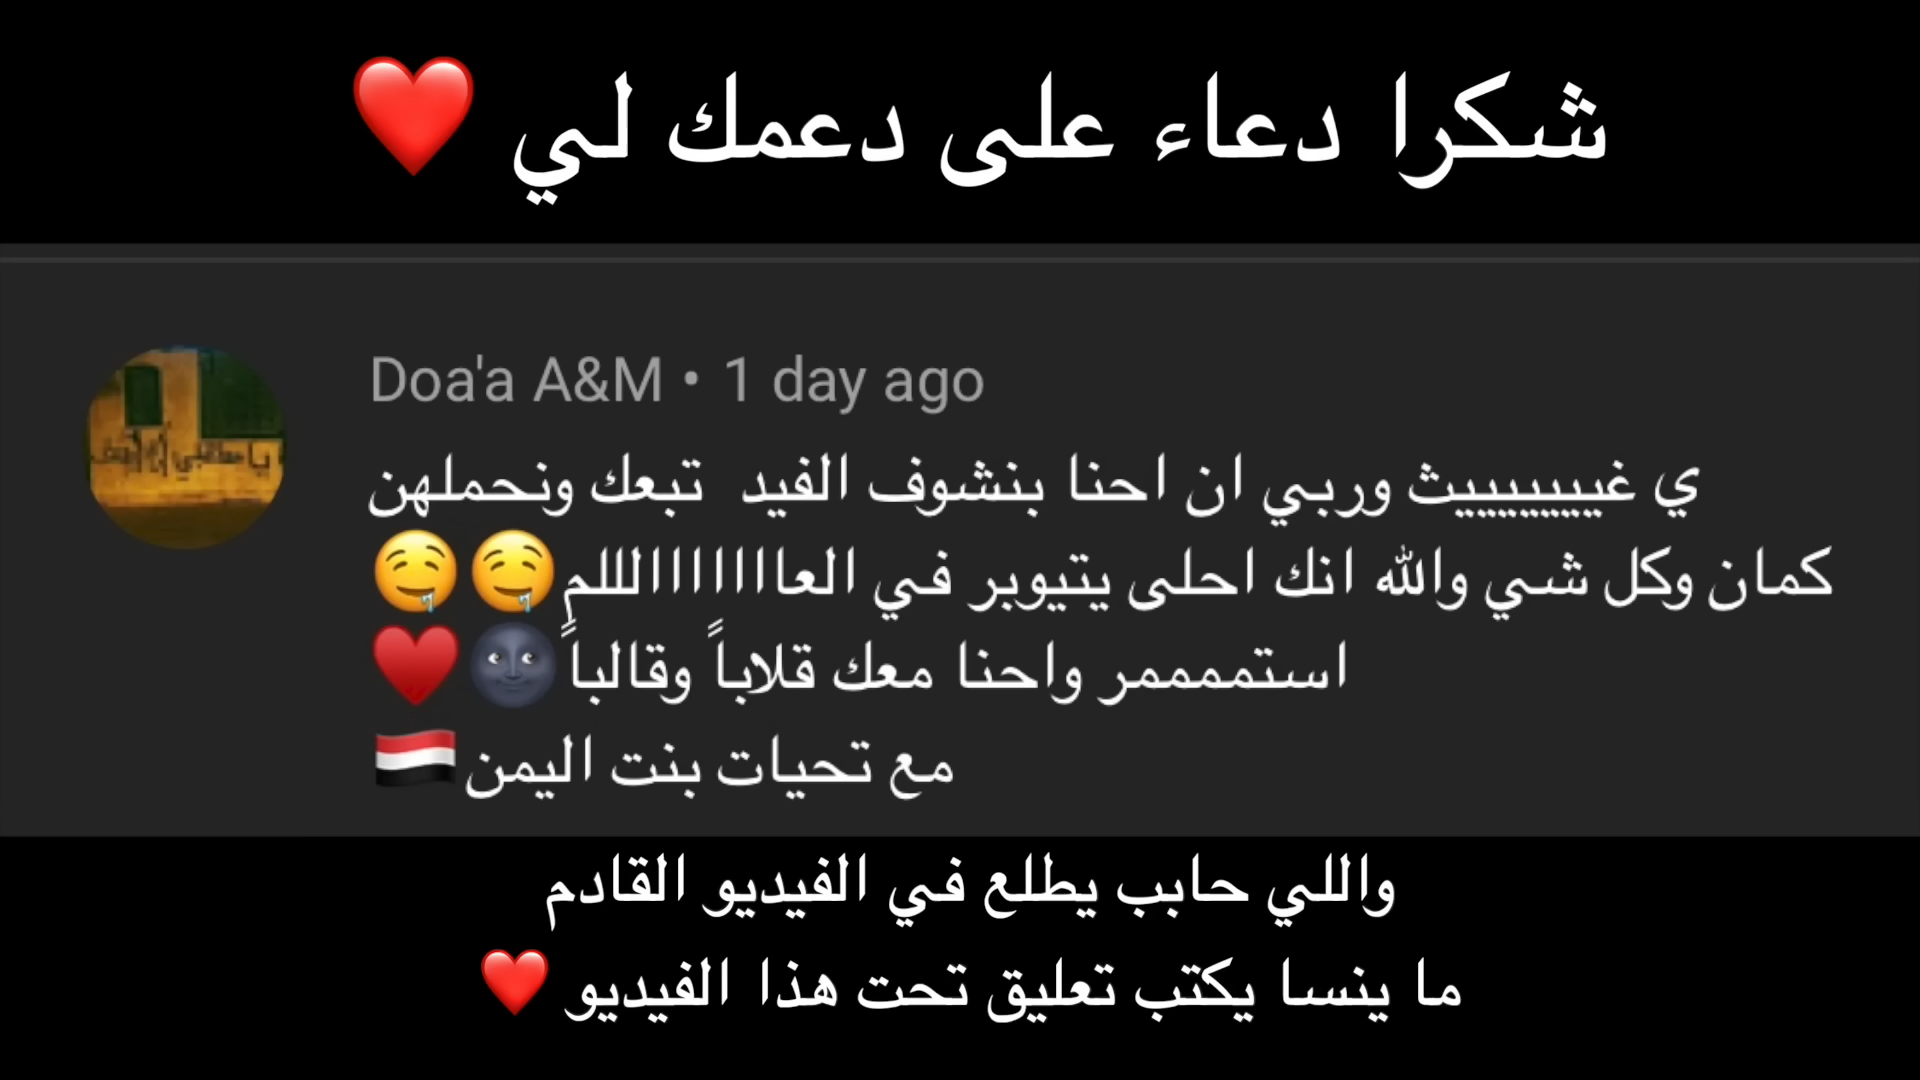 شكرا دعاء على دعمك لي ❤️
Doa'a A&M • 1 day ago
ي غيييييييث وربي ان احنا بنشوف الفيد تبعك ونحملهن
كمان وكل شي والله انك احلى يتيوبر في العاااااااللللم🤤🤤
استمممممر واحنا معك قلاباً وقالباً🌚♥️
مع تحيات بنت اليمن🇾🇪
واللي حابب يطلع في الفيديو القادم
ما ينسا يكتب تعليق تحت هذا الفيديو ❤️